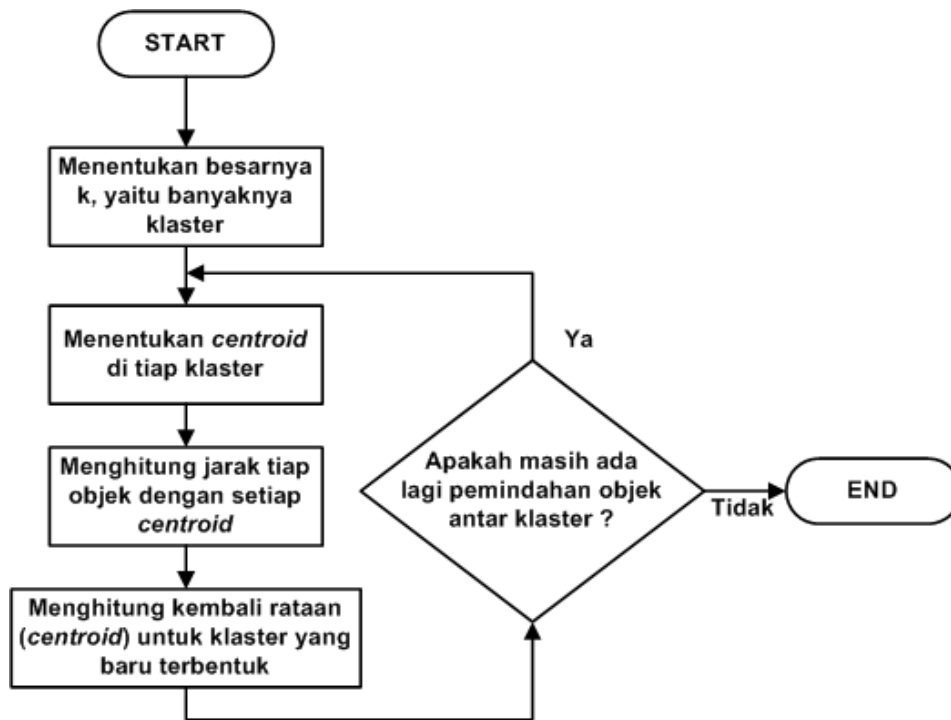 START
Menentukan besarnya
k, yaitu banyaknya
klaster
Menentukan centroid
di tiap klaster
Menghitung jarak tiap
objek dengan setiap
centroid
Menghitung kembali rataan
(centroid) untuk klaster yang
baru terbentuk
Ya
Apakah masih ada
lagi pemindahan objek
antar klaster ?
Tidak
END